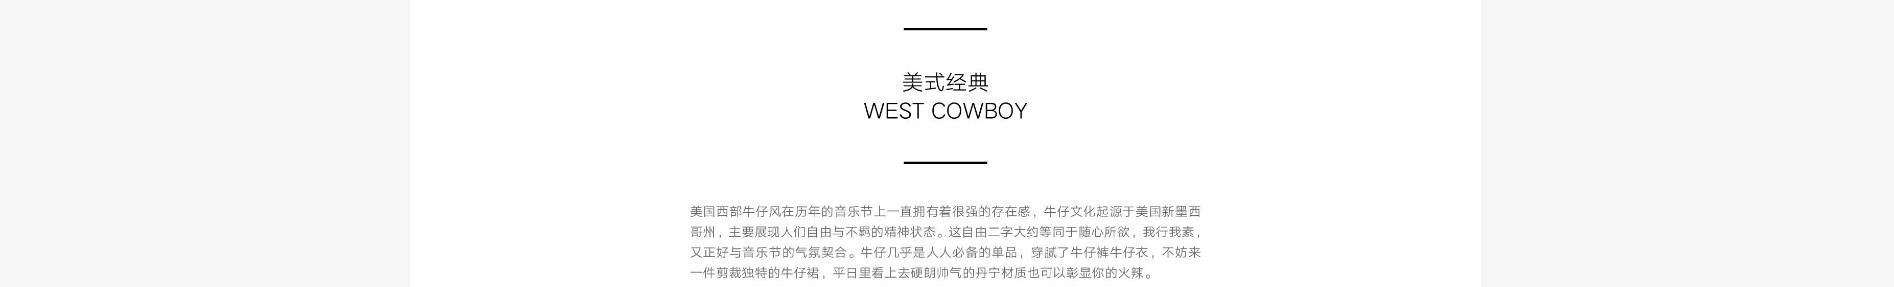 美式经典
WEST COWBOY
美国西部牛仔风在历年的音乐节上一直拥有着很强的存在感，牛仔文化起源于美国新墨西
哥州，主要展现人们自由与不羁的精神状态。这自由二字大约等同于随心所欲，我行我素，
又正好与音乐节的气氛契合。牛仔几乎是人人必备的单品，穿膩了牛仔裤牛仔衣，不妨来
一件剪裁独特的牛仔裙，平日里看上去硬朗帅气的丹宁材质也可以彰显你的火辣。